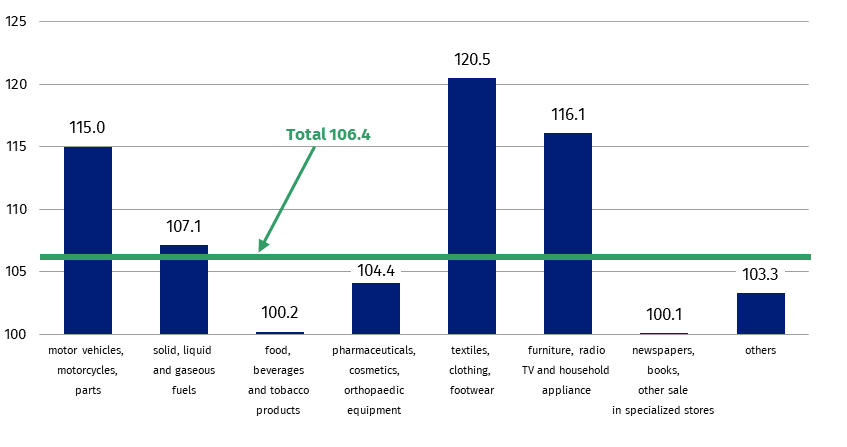 125
120
115
110
105
100
115.0
107.1
100.2
104.4
120.5
116.1
100.1
103.3
Total 106.4
motor vehicles,
motorcycles,
parts
solid, liquid
and gaseous
fuels
food,
beverages
and tobacco
products
pharmaceuticals,
cosmetics,
orthopaedic
equipment
textiles,
clothing,
footwear
furniture, radio
TV and household
appliance
newspapers,
books,
other sale
in specialized stores
others